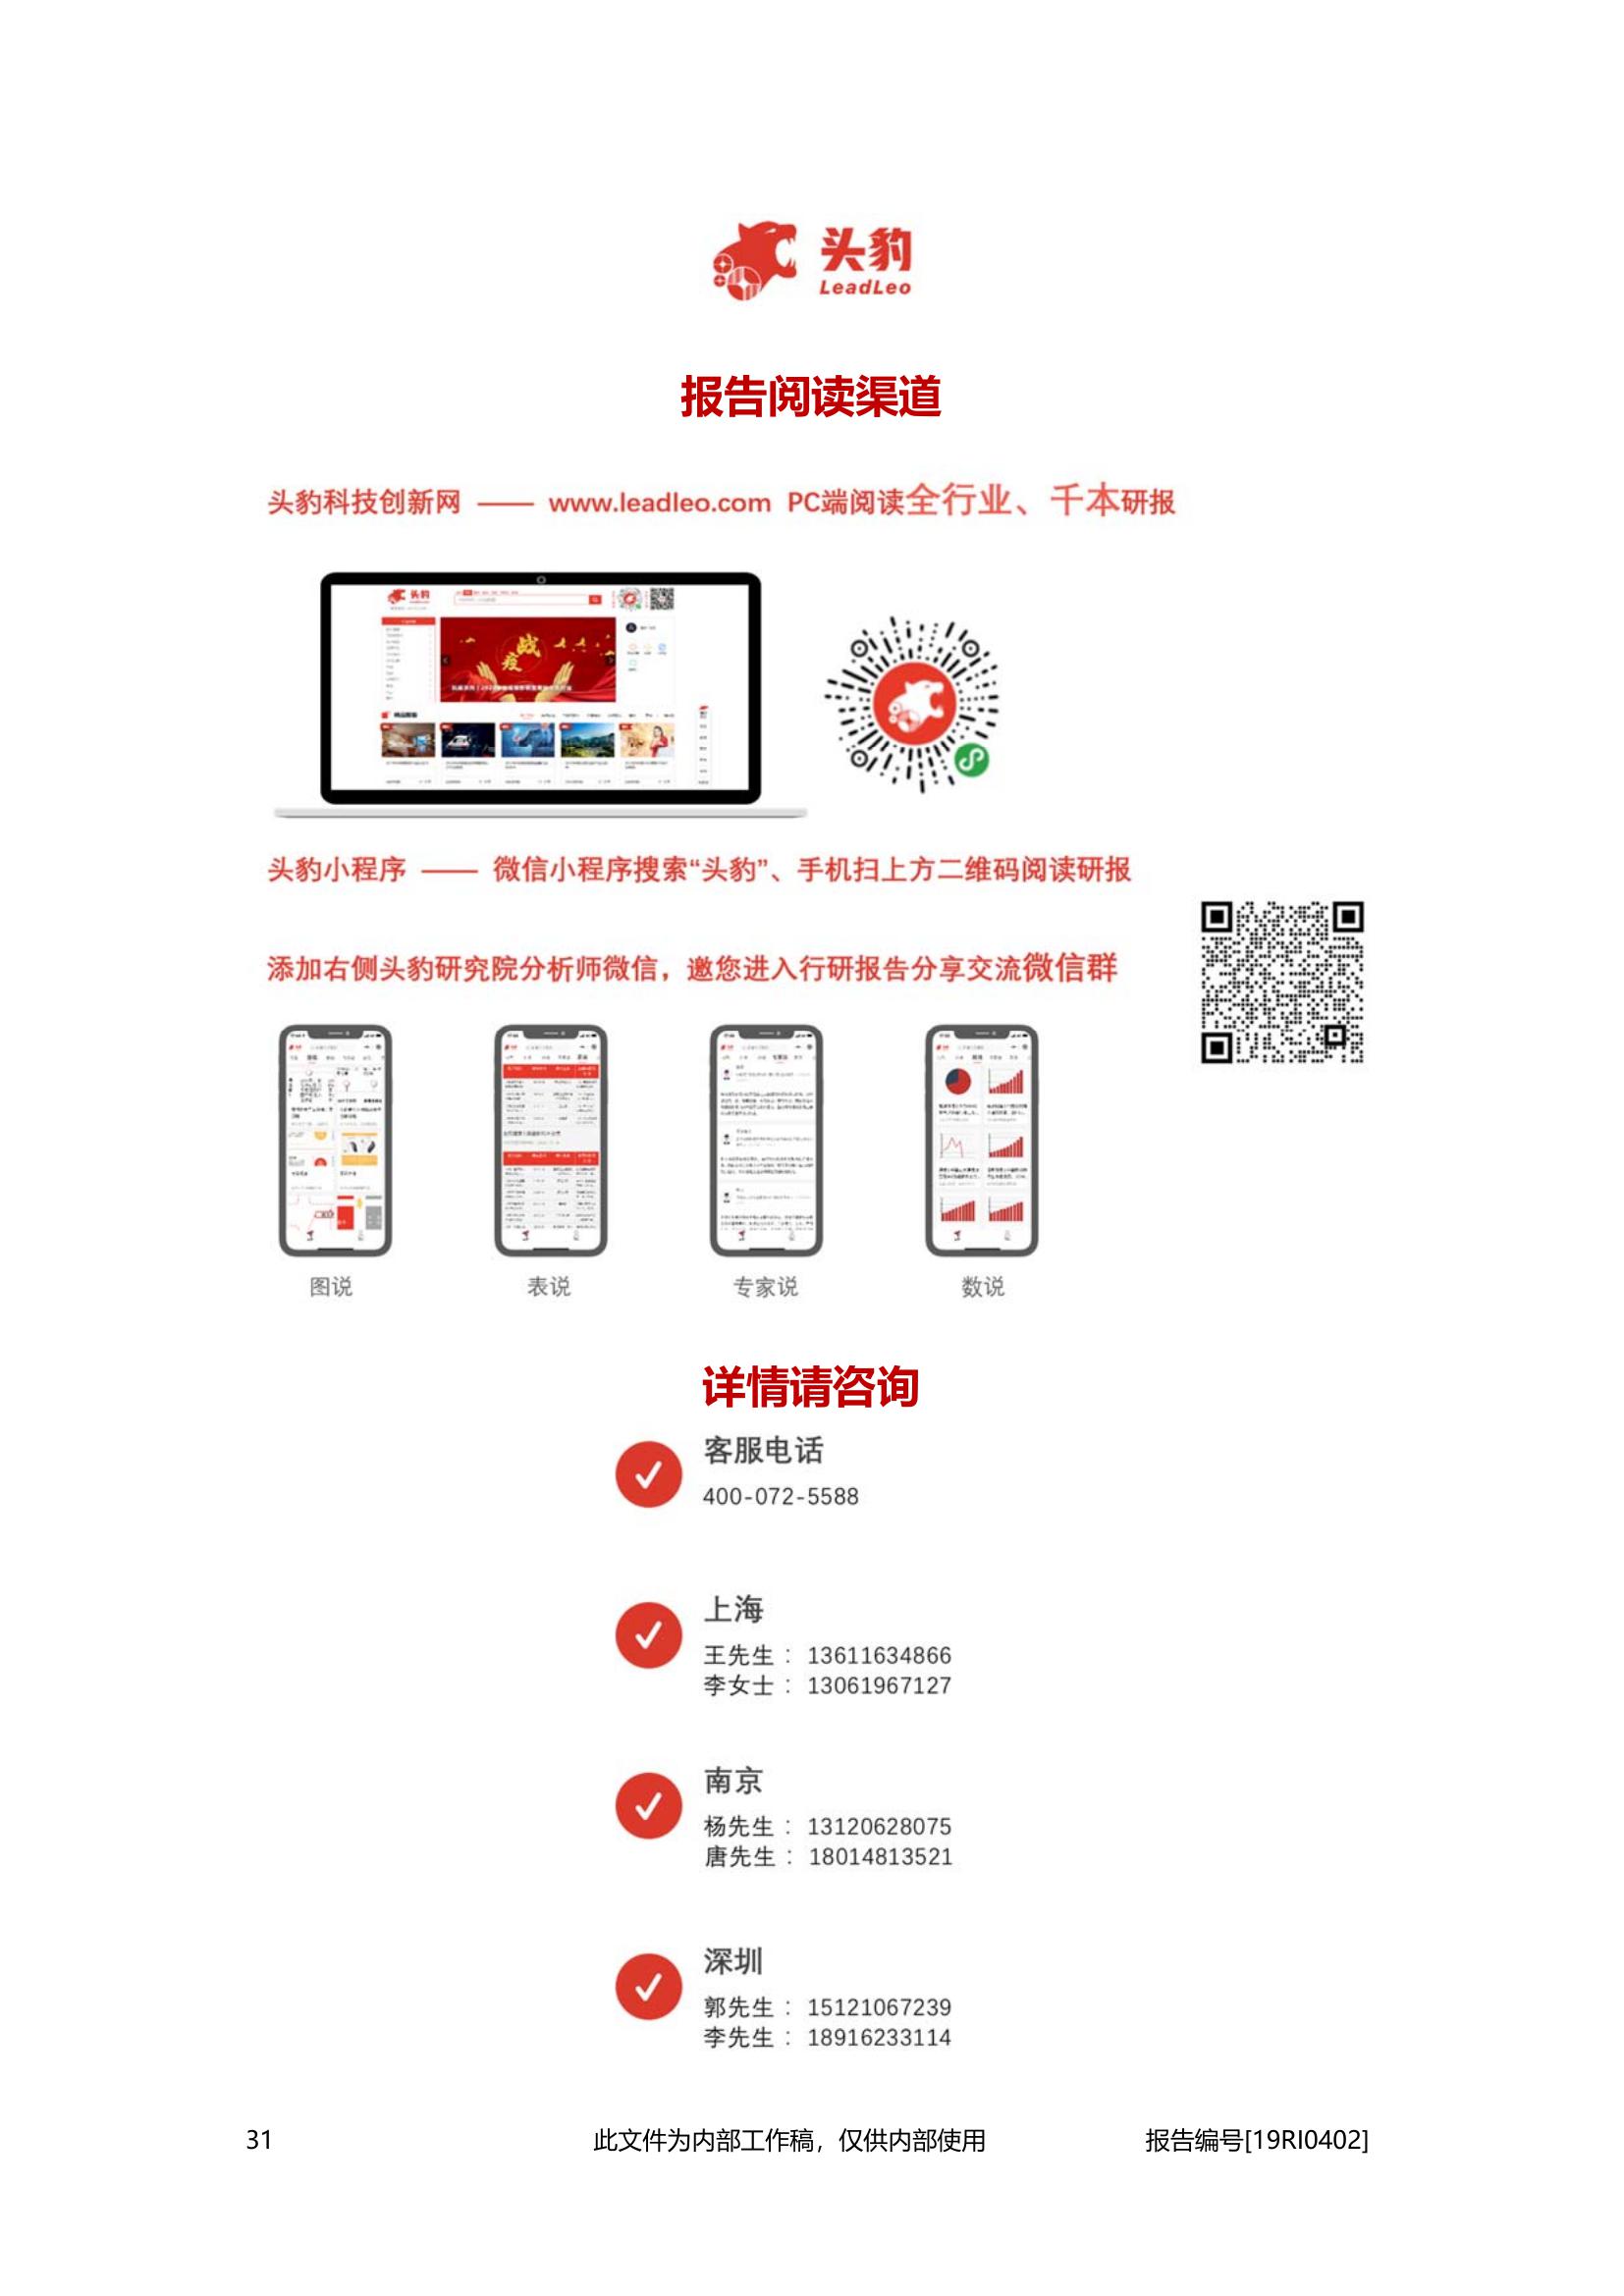 头豹
LeadLeo
报告阅读渠道
头豹科技创新网 —— www.leadleo.com PC端阅读全行业、千本研报
头豹
战
疫
头豹小程序 —— 微信小程序搜索“头豹”、手机扫上方二维码阅读研报
添加右侧头豹研究院分析师微信，邀您进入行研报告分享交流微信群
图说 表说 专家说 数说
详情请咨询
客服电话
400-072-5588
上海
王先生：13611634866
李女士：13061967127
南京
杨先生：13120628075
唐先生：18014813521
深圳
郭先生：15121067239
李先生：18916233114
31 此文件为内部工作稿，仅供内部使用 报告编号[19RI0402]